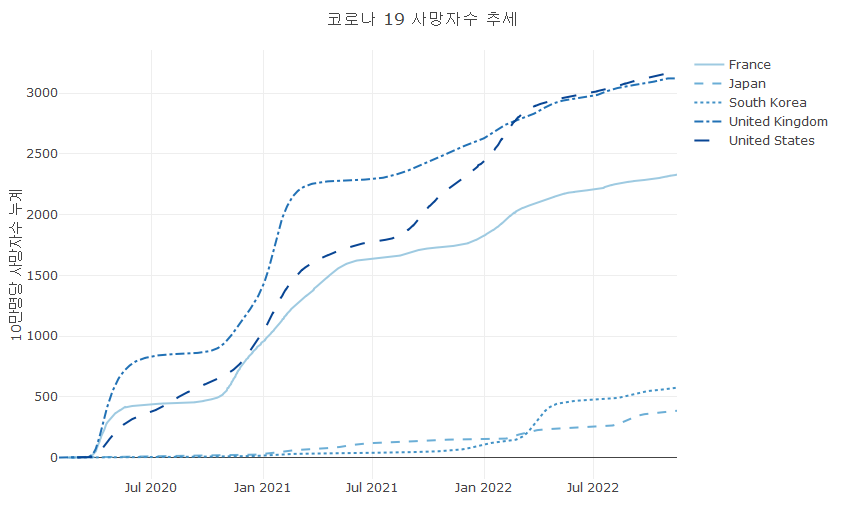 코로나 19 사망자수 추세
10만명당 사망자수 누계
3000
2500
2000
1500
1000
500
0
Jul 2020
Jan 2021
Jul 2021
Jan 2022
Jul 2022
France
Japan
South Korea
United Kingdom
United States